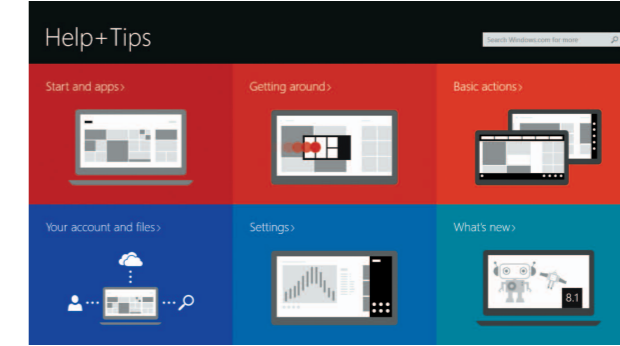 Help+Tips
Search Windows.com for more
Start and apps>
Getting around>
Basic actions>
Your account and files>
Settings>
What's new>
8.1